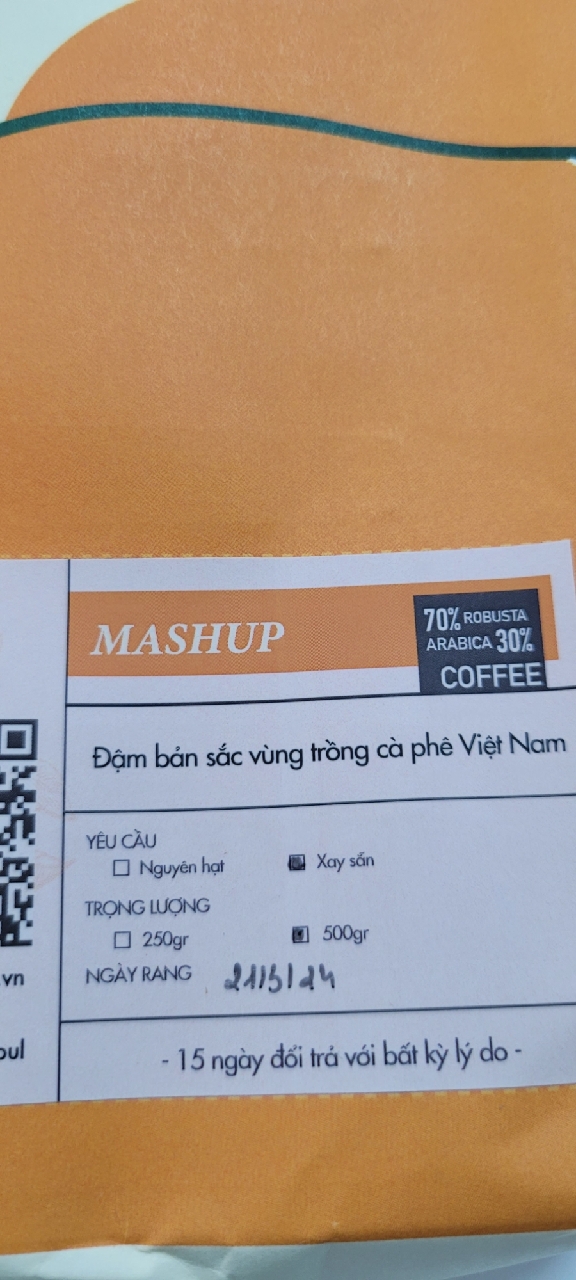 MASHUP
70% ROBUSTA
ARABICA 30%
COFFEE
Đậm bản sắc vùng trồng cà phê Việt Nam
YÊU CẦU
Nguyên hạt Xay sẵn
TRỌNG LƯỢNG
250gr 500gr
vn
NGÀY RANG 21/5/24
oul
- 15 ngày đổi trả với bất kỳ lý do -